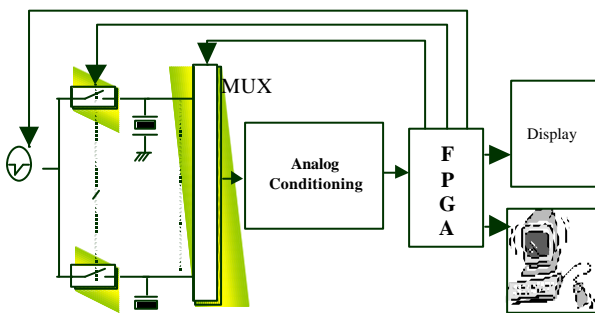 MUX
Analog
Conditioning
F
P
G
A
Display